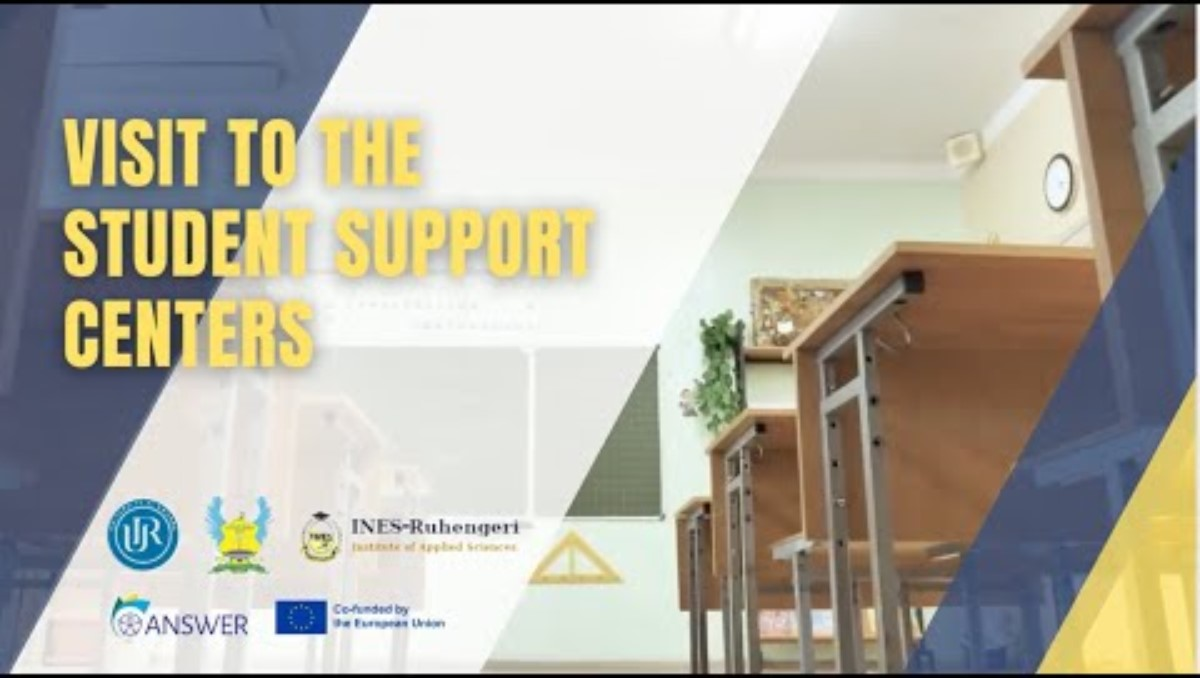 VISIT TO THE
STUDENT SUPPORT
CENTERS
UR
INES-Ruhengeri
Institute of Applied Sciences
ANSWER
Co-funded by
the European Union